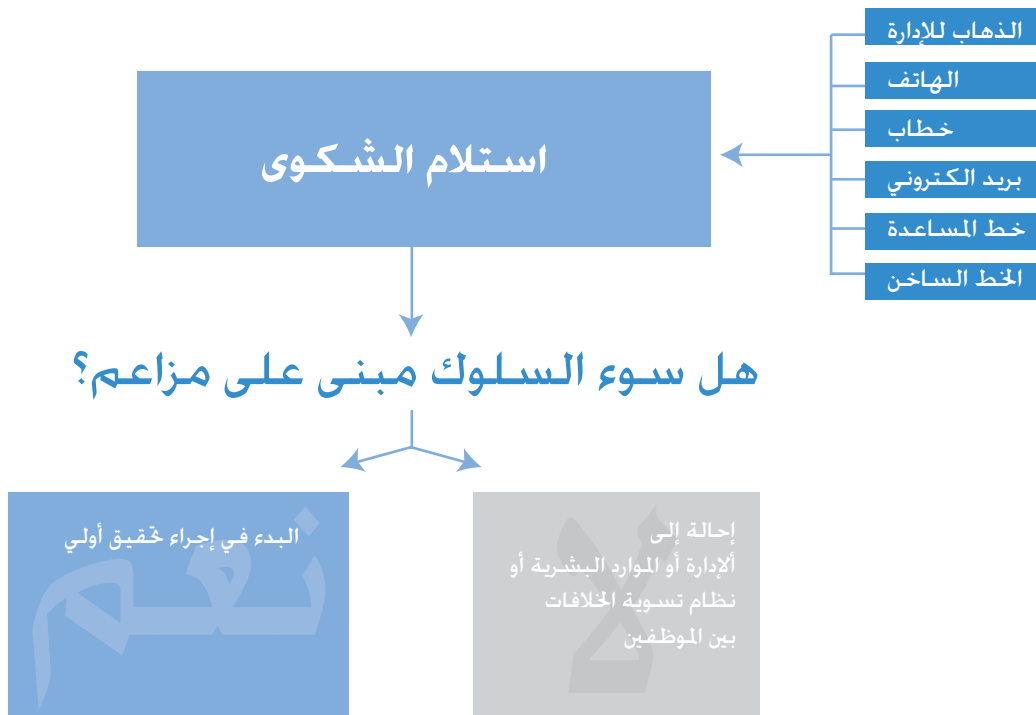 الذهاب للإدارة
الهاتف
خطاب
بريد الكتروني
خط المساعدة
الخط الساخن
استلام الشكوى
هل سوء السلوك مبنى على مزاعم؟
لا
إحالة إلى
ألإدارة أو الموارد البشرية أو
نظام تسوية الخلافات
بين الموظفين
نعم
البدء في إجراء تحقيق أولي